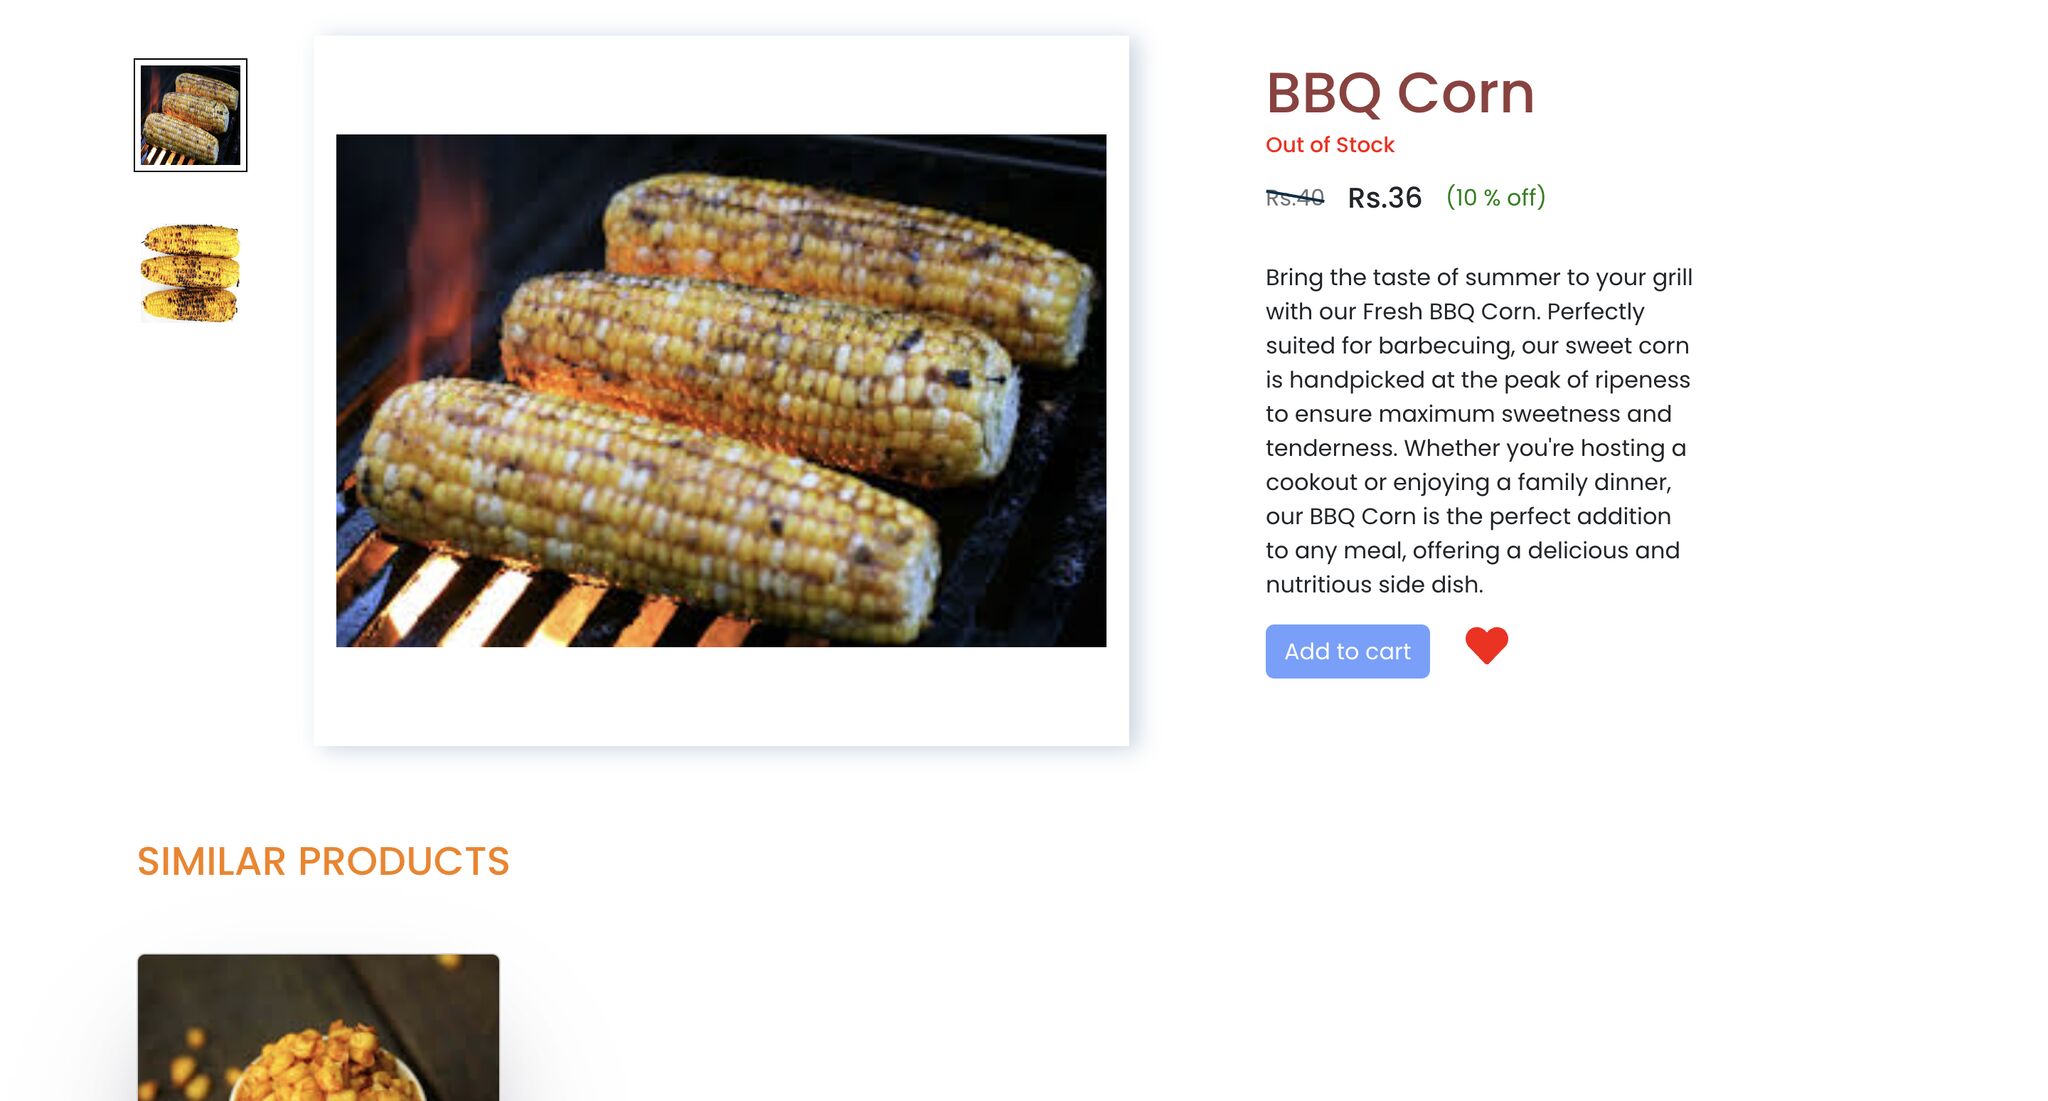 BBQ Corn
Out of Stock
Rs.40 Rs.36 (10 % off)
Bring the taste of summer to your grill
with our Fresh BBQ Corn. Perfectly
suited for barbecuing, our sweet corn
is handpicked at the peak of ripeness
to ensure maximum sweetness and
tenderness. Whether you're hosting a
cookout or enjoying a family dinner,
our BBQ Corn is the perfect addition
to any meal, offering a delicious and
nutritious side dish.
Add to cart
SIMILAR PRODUCTS